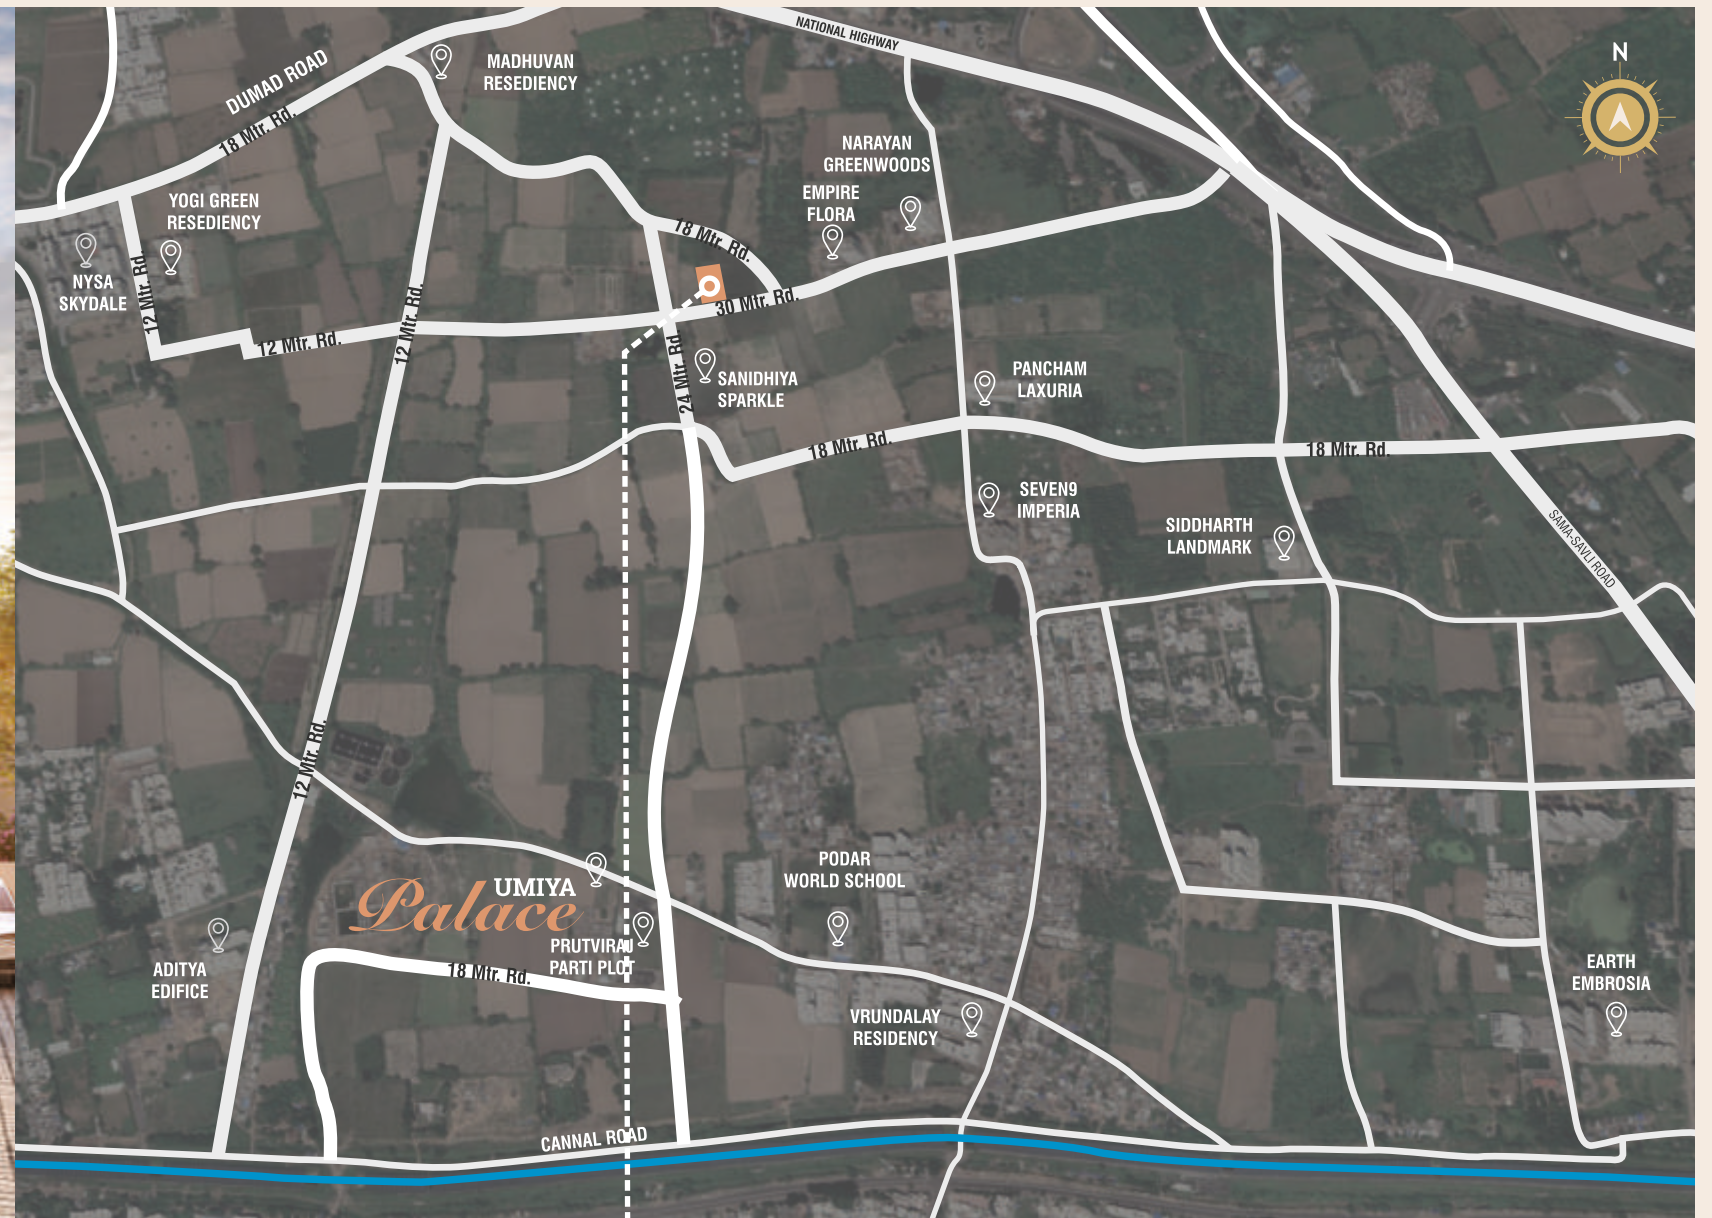 NATIONAL HIGHWAY
N
DUMAD ROAD
18 Mtr. Rd.
MADHUVAN
RESEDIENCY
NARAYAN
GREENWOODS
EMPIRE
FLORA
YOGI GREEN
RESEDIENCY
NYSA
SKYDALE
12 Mtr. Rd.
18 Mtr. Rd.
30 Mtr. Rd.
12 Mtr. Rd.
12 Mtr. Rd.
24 Mtr. Rd
SANIDHIYA
SPARKLE
PANCHAM
LAXURIA
18 Mtr. Rd.
18 Mtr. Rd.
SEVEN9
IMPERIA
SIDDHARTH
LANDMARK
SAMA-SAVLI ROAD
12 Mtr. Rd.
UMIYA
Palace
PODAR
WORLD SCHOOL
PRUTVIRAJ
PARTI PLOT
18 Mtr. Rd.
ADITYA
EDIFICE
EARTH
EMBROSIA
VRUNDALAY
RESIDENCY
CANNAL ROAD